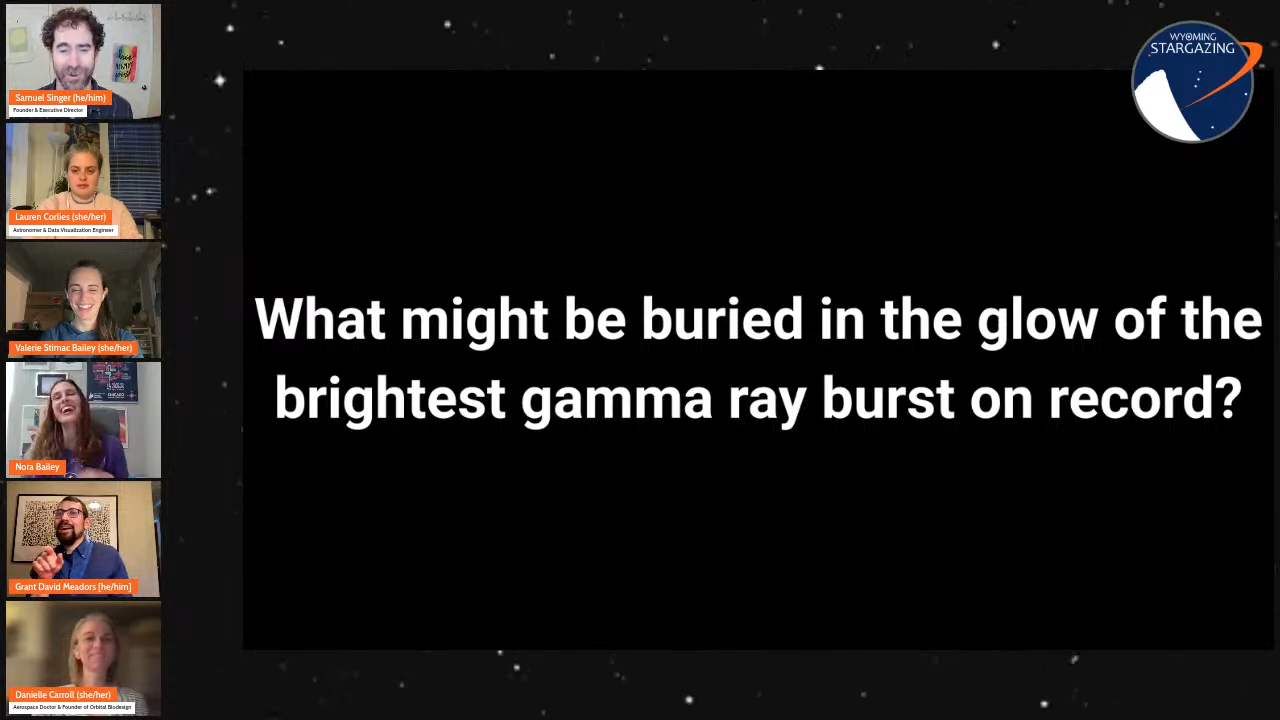 Samuel Singer (he/him)
Founder & Executive Director
Lauren Corlies (she/her)
Astronomer & Data Visualization Engineer
Valerie Stimac Bailey (she/her)
Nora Bailey
Grant David Meadors [he/him]
Danielle Carroll (she/her)
Aerospace Doctor & Founder of Orbital Biodesign
WYOMING
STARGAZING
What might be buried in the glow of the
brightest gamma ray burst on record?